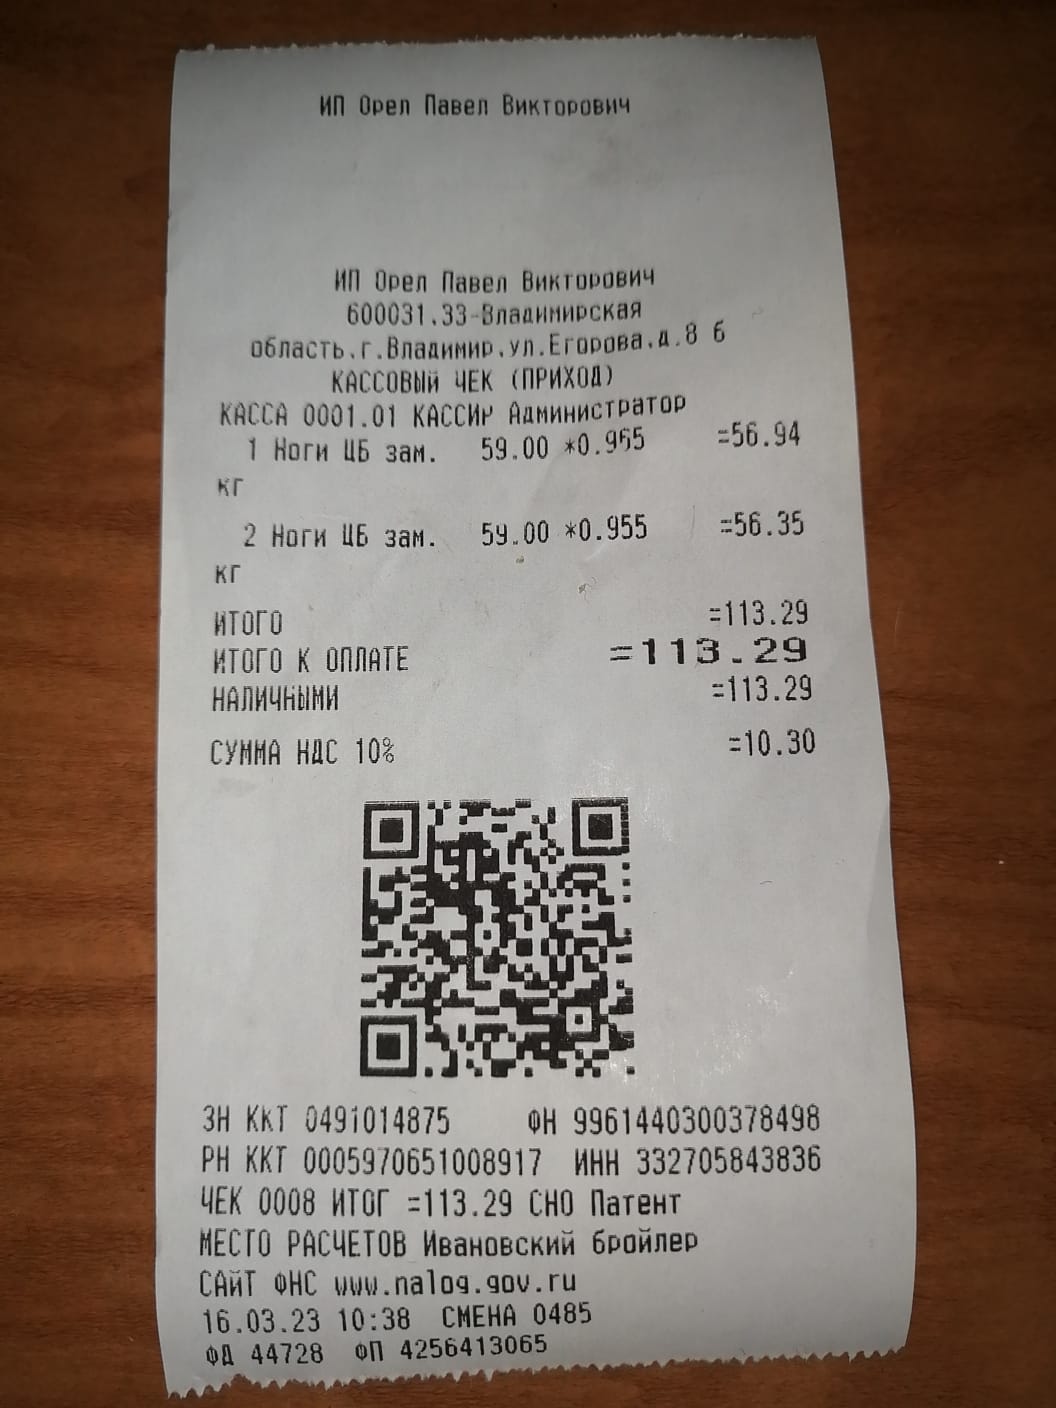 ИП Орел Павел Викторович
ИП Орел Павел Викторович
600031.33-Владимирская
область.г.Владимир.ул.Егорова.д.8 б
КАССОВЫЙ ЧЕК (ПРИХОД)
КАССА 0001.01 КАССИР Администратор
1 Ноги ЦБ зам. 59.00 *0.965 =56.94
кг
2 Ноги ЦБ зам. 59.00 *0.955 =56.35
кг
ИТОГО =113.29
ИТОГО К ОПЛАТЕ =113.29
НАЛИЧНЫМИ =113.29
СУММА НДС 10% =10.30
ЗН ККТ 0491014875 ФН 9961440300378498
РН ККТ 0005970651008917 ИНН 332705843836
ЧЕК 0008 ИТОГ =113.29 СНО Патент
МЕСТО РАСЧЕТОВ Ивановский бройлер
САЙТ ФНС www.nalog.gov.ru
16.03.23 10:38 СМЕНА 0485
ФД 44728 ФП 4256413065